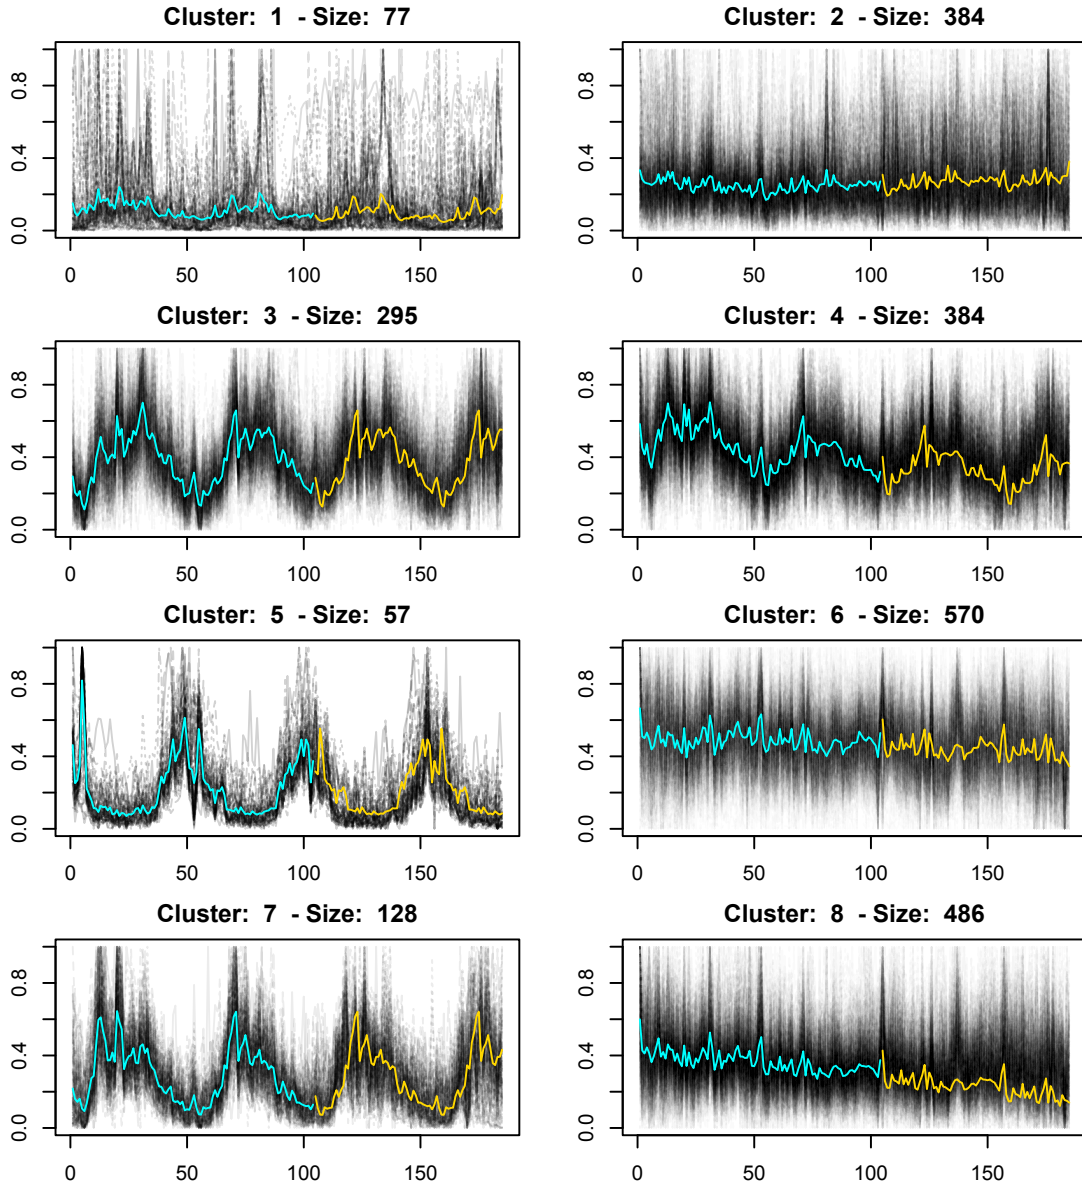 Cluster:  1  - Size:  77
0.0 0.4 0.8
0 50 100 150
Cluster:  2  - Size:  384
0.0 0.4 0.8
0 50 100 150
Cluster:  3  - Size:  295
0.0 0.4 0.8
0 50 100 150
Cluster:  4  - Size:  384
0.0 0.4 0.8
0 50 100 150
Cluster:  5  - Size:  57
0.0 0.4 0.8
0 50 100 150
Cluster:  6  - Size:  570
0.0 0.4 0.8
0 50 100 150
Cluster:  7  - Size:  128
0.0 0.4 0.8
0 50 100 150
Cluster:  8  - Size:  486
0.0 0.4 0.8
0 50 100 150